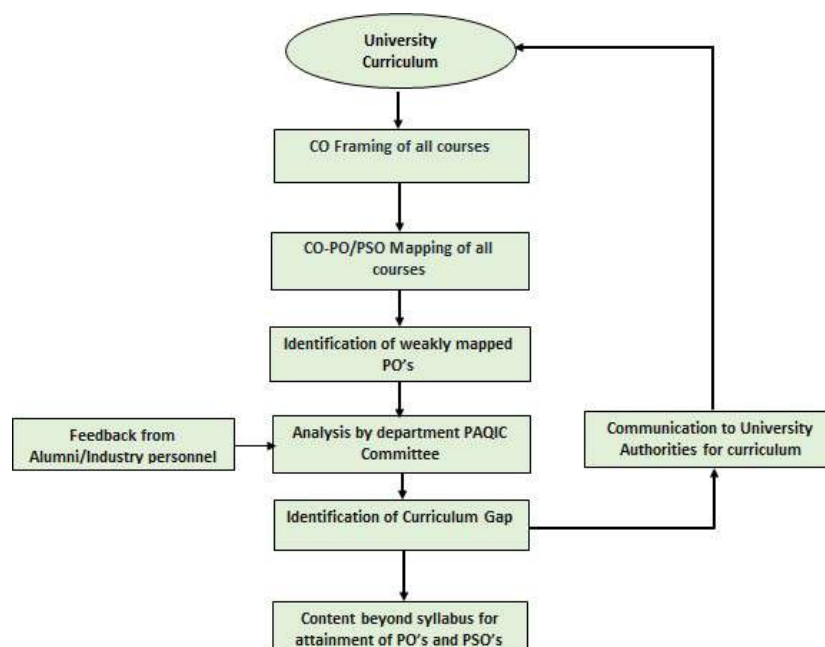 University
Curriculum
CO Framing of all courses
CO-PO/PSO Mapping of all
courses
Identification of weakly mapped
PO's
Feedback from
Alumni/Industry personnel
Analysis by department PAQIC
Committee
Communication to University
Authorities for curriculum
Identification of Curriculum Gap
Content beyond syllabus for
attainment of PO's and PSO's